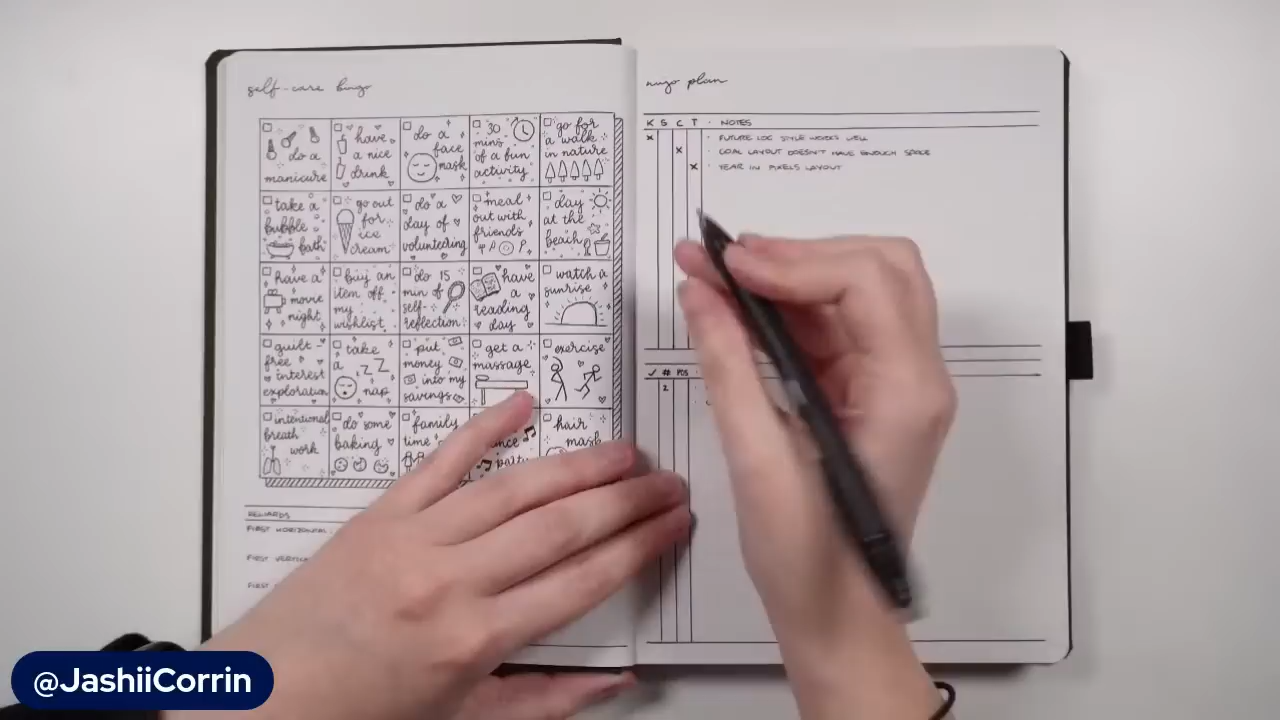 self-care bingo
do a
manicure
have
a nice
drink
do a
face
mask
30
mins
of a fun
activity
go for
a walk
in nature
take a
bubble
bath
go out
for
ice
cream
do a
day of
volunteering
meal
out with
friends
day
at the
beach
have a
movie
night
buy an
item off
my
wishlist
do 15
min of
self-
reflection
have
a
reading
day
watch a
sunrise
guilt
free
interest
exploration
take
a
z z
nap
put
money
into my
savings
get a
massage
exercise
intentional
breath
work
do some
baking
family
time
party
hair
mask
REWARDS
FIRST HORIZONTAL:
FIRST
FIRST
plan
K S C T · NOTES
x · FUTURE LOG STYLE WORKS WELL
x · GOAL LAYOUT DOESN'T HAVE ENOUGH SPACE
x · YEAR IN PIXELS LAYOUT
✓ # POS
2
@JashiiCorrin